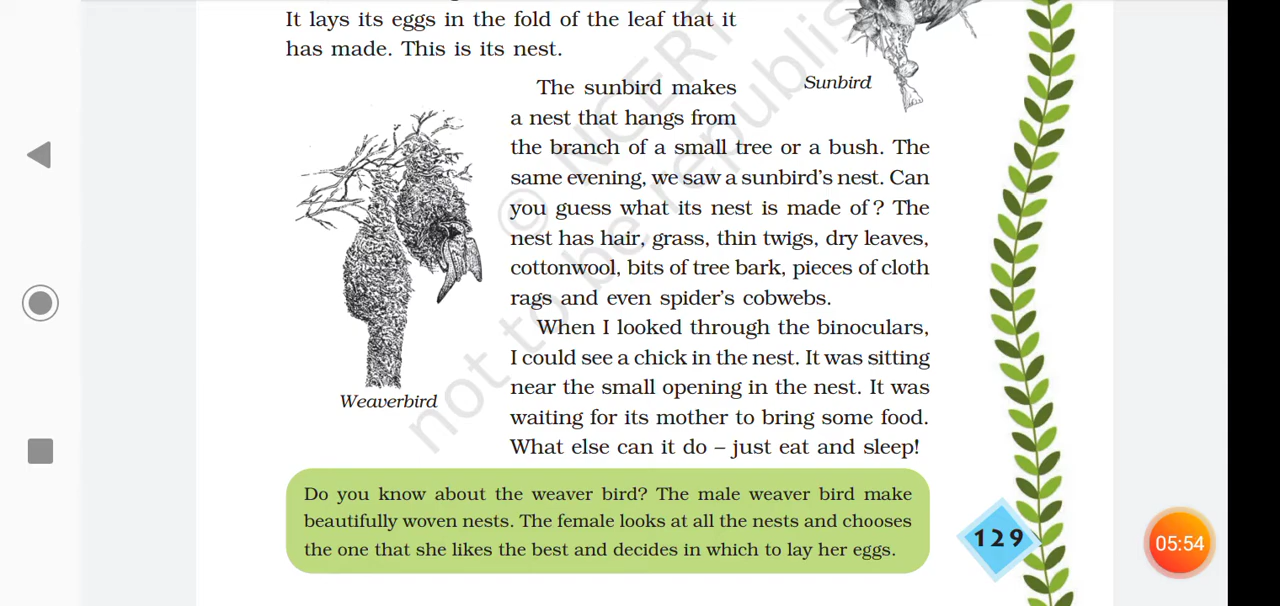 It lays its eggs in the fold of the leaf that it
has made. This is its nest.
Sunbird
The sunbird makes
a nest that hangs from
the branch of a small tree or a bush. The
same evening, we saw a sunbird's nest. Can
you guess what its nest is made of? The
nest has hair, grass, thin twigs, dry leaves,
cottonwool, bits of tree bark, pieces of cloth
rags and even spider's cobwebs.
When I looked through the binoculars,
I could see a chick in the nest. It was sitting
near the small opening in the nest. It was
waiting for its mother to bring some food.
What else can it do – just eat and sleep!
Weaverbird
Do you know about the weaver bird? The male weaver bird make
beautifully woven nests. The female looks at all the nests and chooses
the one that she likes the best and decides in which to lay her eggs.
129
05:54
© NCERT
not to be republis